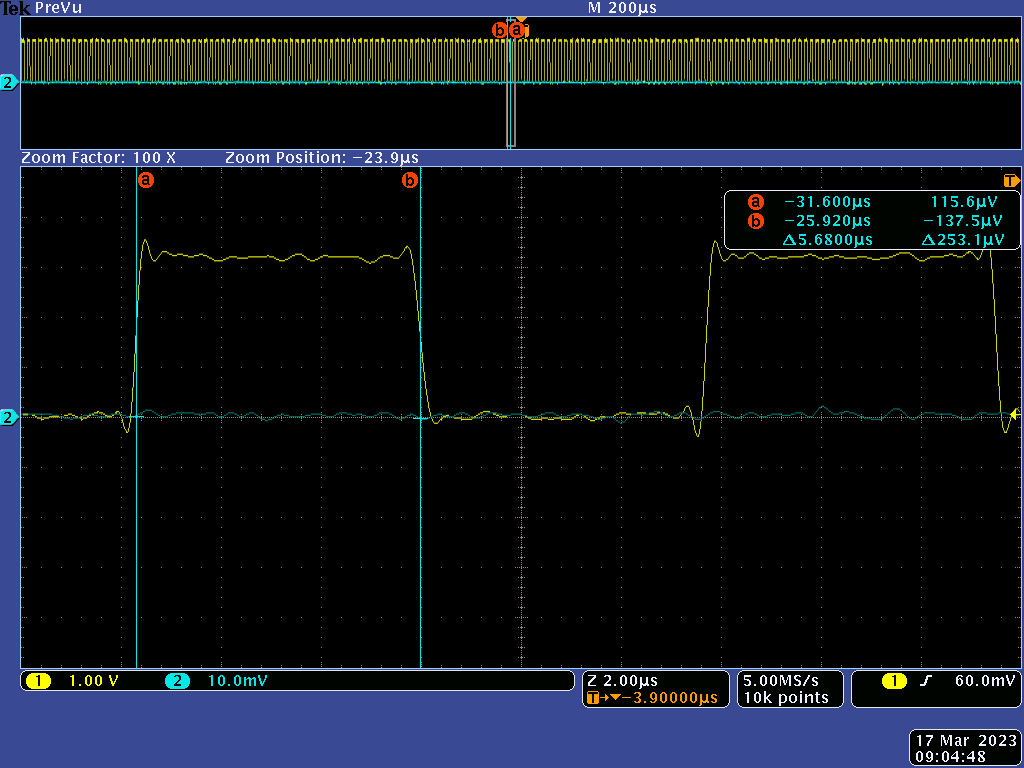 Tek PreVu M 200µs
b a
2
Zoom Factor: 100 X Zoom Position: −23.9µs
a b T
a −31.600µs 115.6µV
b −25.920µs −137.5µV
Δ5.6800µs Δ253.1µV
2
1 1.00 V 2 10.0mV
Z 2.00µs
T→▼−3.90000µs
5.00MS/s
10k points
1 ʃ 60.0mV
17 Mar 2023
09:04:48